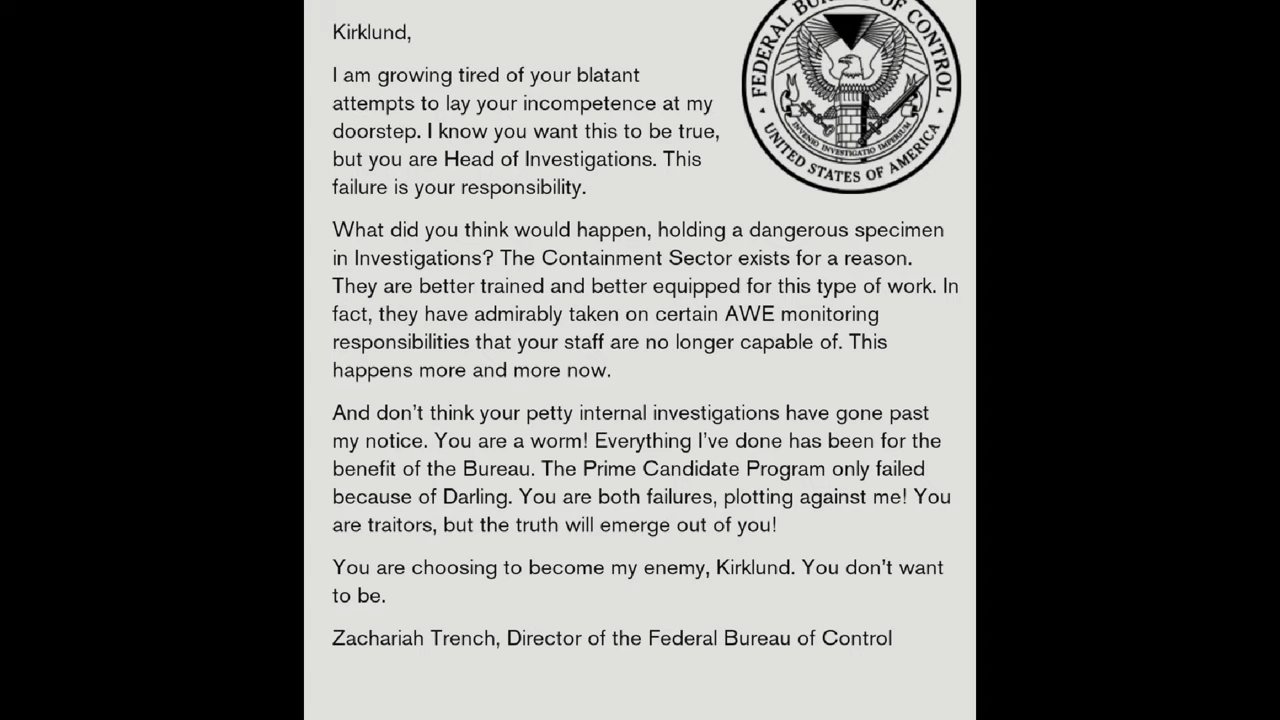 Kirklund,
I am growing tired of your blatant
attempts to lay your incompetence at my
doorstep. I know you want this to be true,
but you are Head of Investigations. This
failure is your responsibility.
FEDERAL BUREAU OF CONTROL
INVENIO INVESTIGATIO IMPERIUM
UNITED STATES OF AMERICA
What did you think would happen, holding a dangerous specimen
in Investigations? The Containment Sector exists for a reason.
They are better trained and better equipped for this type of work. In
fact, they have admirably taken on certain AWE monitoring
responsibilities that your staff are no longer capable of. This
happens more and more now.
And don't think your petty internal investigations have gone past
my notice. You are a worm! Everything I've done has been for the
benefit of the Bureau. The Prime Candidate Program only failed
because of Darling. You are both failures, plotting against me! You
are traitors, but the truth will emerge out of you!
You are choosing to become my enemy, Kirklund. You don't want
to be.
Zachariah Trench, Director of the Federal Bureau of Control